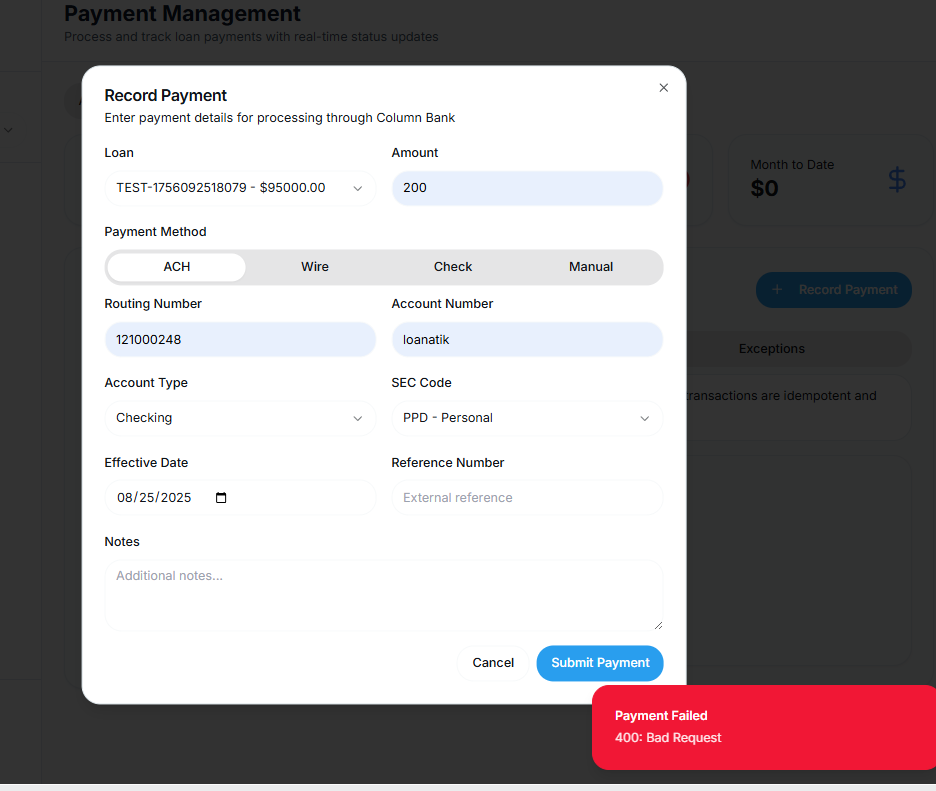 Payment Management
Process and track loan payments with real-time status updates
Record Payment
Enter payment details for processing through Column Bank
Loan
Amount
TEST-1756092518079 - $95000.00
200
Month to Date
$0
$
Payment Method
ACH
Wire
Check
Manual
+ Record Payment
Routing Number
Account Number
121000248
loanatik
Exceptions
Account Type
SEC Code
transactions are idempotent and
Checking
PPD - Personal
Effective Date
Reference Number
08/25/2025
External reference
Notes
Additional notes...
Cancel
Submit Payment
Payment Failed
400: Bad Request